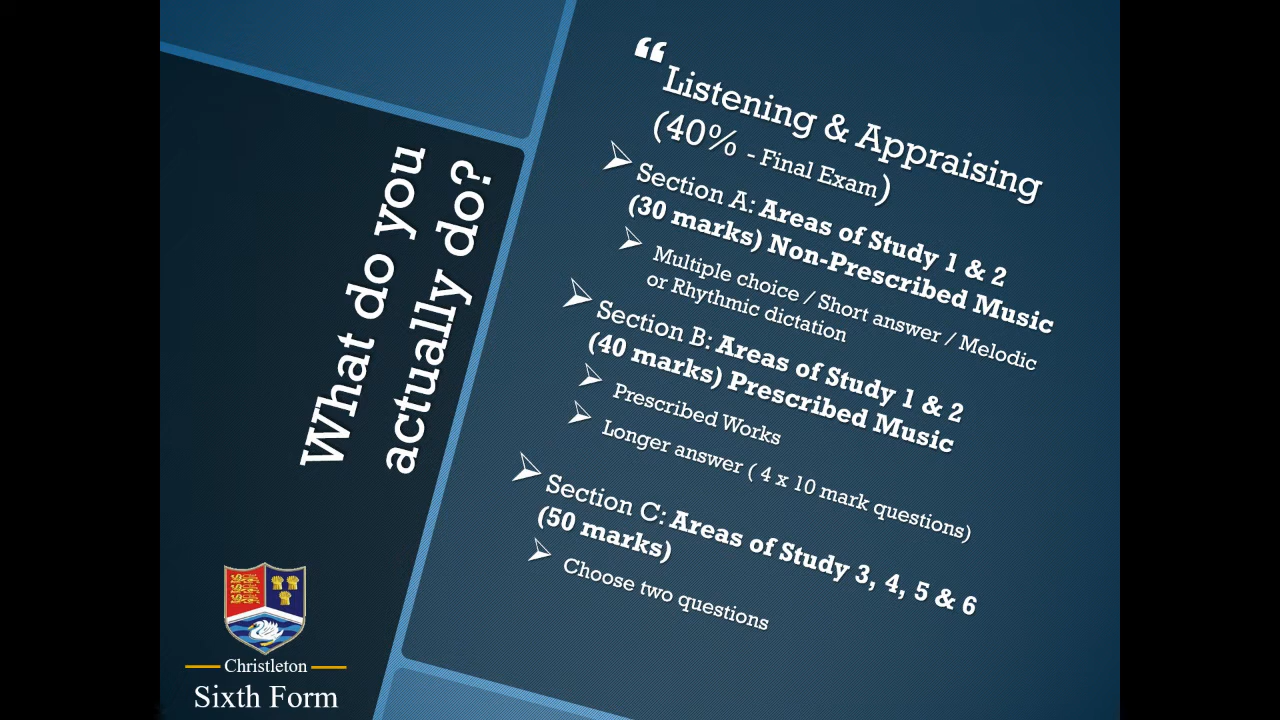 What do you
actually do?
“
Listening & Appraising
(40% - Final Exam)
Section A: Areas of Study 1 & 2
(30 marks) Non-Prescribed Music
Multiple choice / Short answer / Melodic
or Rhythmic dictation
Section B: Areas of Study 1 & 2
(40 marks) Prescribed Music
Prescribed Works
Longer answer ( 4 x 10 mark questions)
Section C: Areas of Study 3, 4, 5 & 6
(50 marks)
Choose two questions
Christleton
Sixth Form